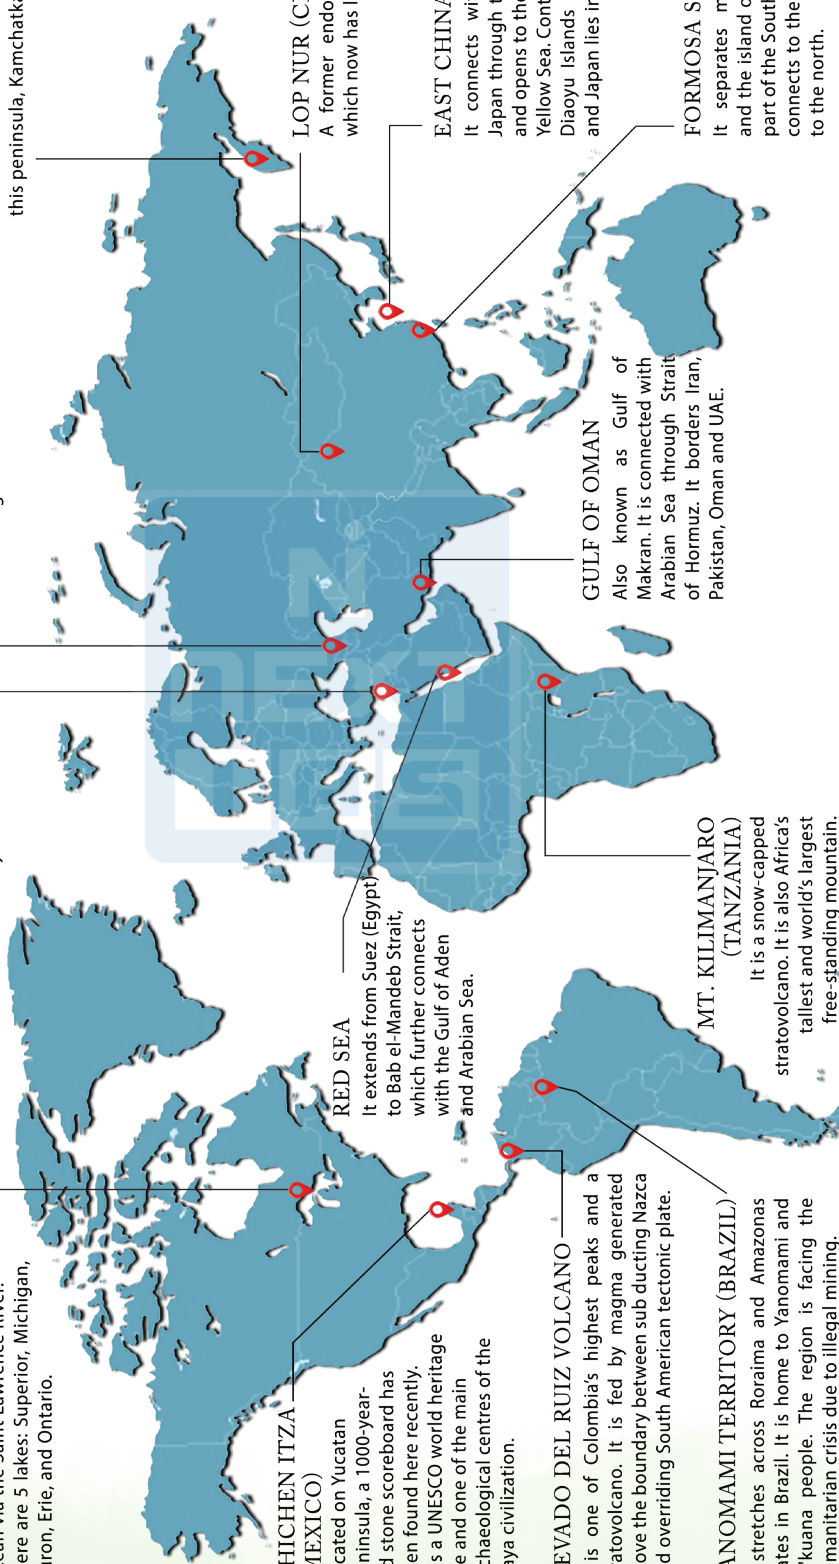 this peninsula, Kamchatka
LOP NUR (C
A former endo
which now has l
EAST CHINA
It connects wi
Japan through t
and opens to the
Yellow Sea. Cont
Diaoyu Islands
and Japan lies in
FORMOSA S
It separates m
and the island o
part of the South
connects to the
to the north.
GULF OF OMAN
Also known as Gulf of
Makran. It is connected with
Arabian Sea through Strait
of Hormuz. It borders Iran,
Pakistan, Oman and UAE.
RED SEA
It extends from Suez (Egypt)
to Bab el-Mandeb Strait,
which further connects
with the Gulf of Aden
and Arabian Sea.
MT. KILIMANJARO
(TANZANIA)
It is a snow-capped
stratovolcano. It is also Africa's
tallest and world's largest
free-standing mountain.
via the Saint Lawrence River.
ere are 5 lakes: Superior, Michigan,
uron, Erie, and Ontario.
HICHEN ITZA
MEXICO)
cated on Yucatan
ninsula, a 1000-year-
d stone scoreboard has
en found here recently.
s a UNESCO world heritage
e and one of the main
chaeological centres of the
aya civilization.
EVADO DEL RUIZ VOLCANO
is one of Colombia's highest peaks and a
ratovolcano. It is fed by magma generated
ove the boundary between sub ducting Nazca
d overriding South American tectonic plate.
ANOMAMI TERRITORY (BRAZIL)
stretches across Roraima and Amazonas
ates in Brazil. It is home to Yanomami and
'kuana people. The region is facing the
manitarian crisis due to illegal mining.
NEXT
IAS